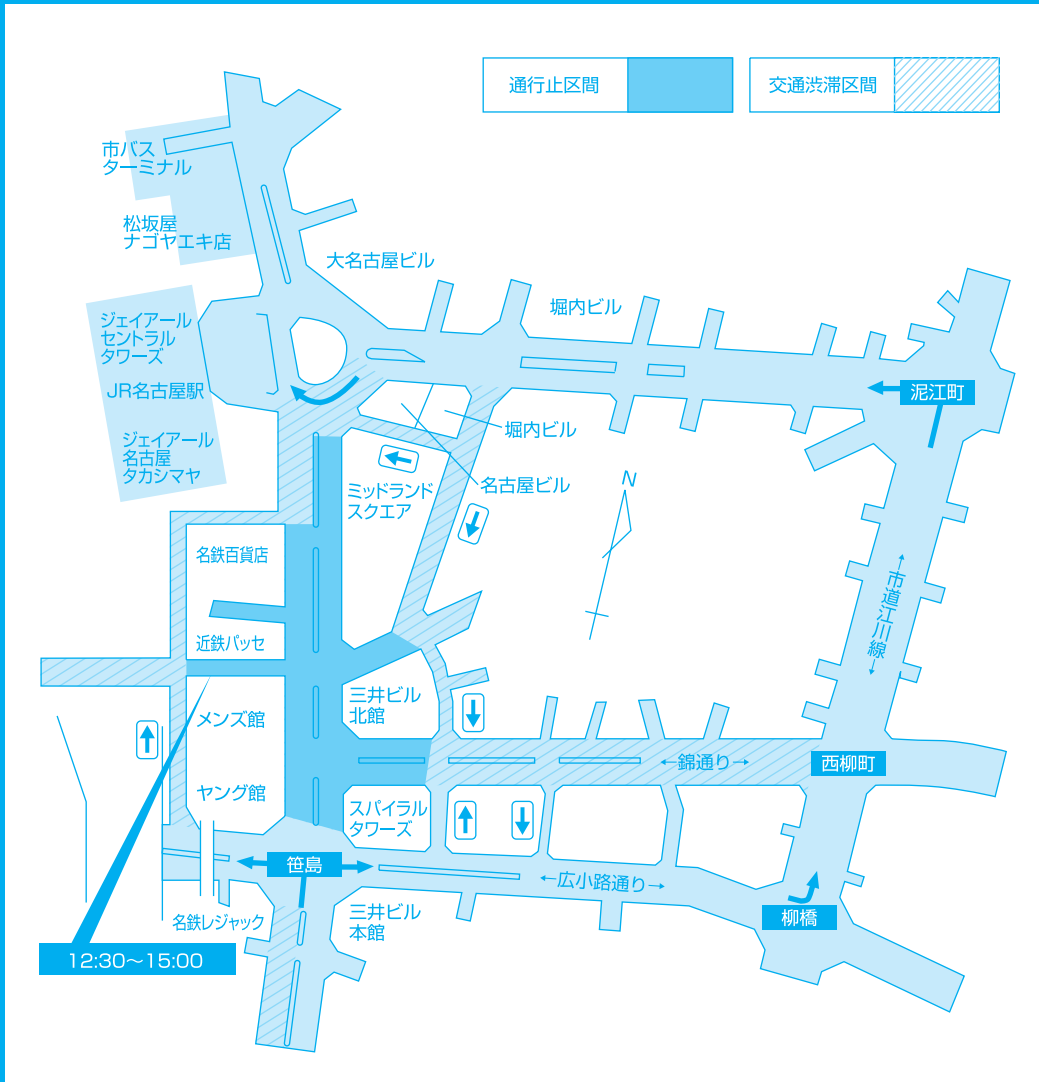 通行止区間
交通渋滞区間
市バス
ターミナル
松坂屋
ナゴヤエキ店
大名古屋ビル
堀内ビル
ジェイアール
セントラル
タワーズ
JR名古屋駅
ジェイアール
名古屋
タカシマヤ
泥江町
堀内ビル
名古屋ビル
N
ミッドランド
スクエア
名鉄百貨店
←市道江川線→
近鉄パッセ
三井ビル
北館
メンズ館
←錦通り→
西柳町
ヤング館
スパイラル
タワーズ
笹島
←広小路通り→
名鉄レジャック
三井ビル
本館
柳橋
12:30〜15:00